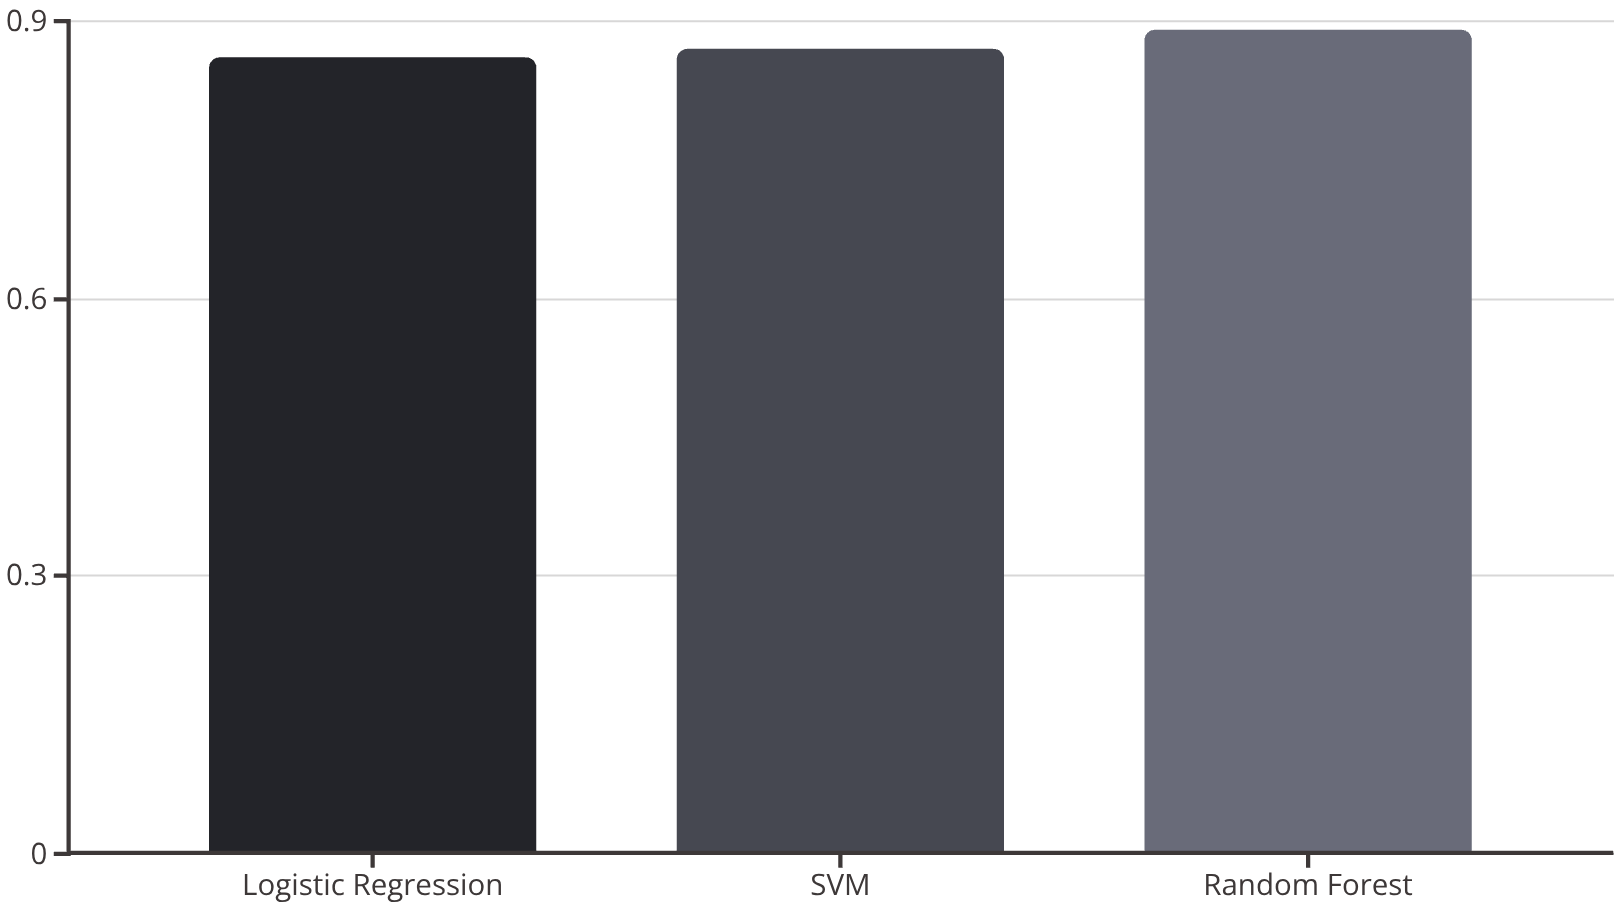 0.9
0.6
0.3
0
Logistic Regression
SVM
Random Forest